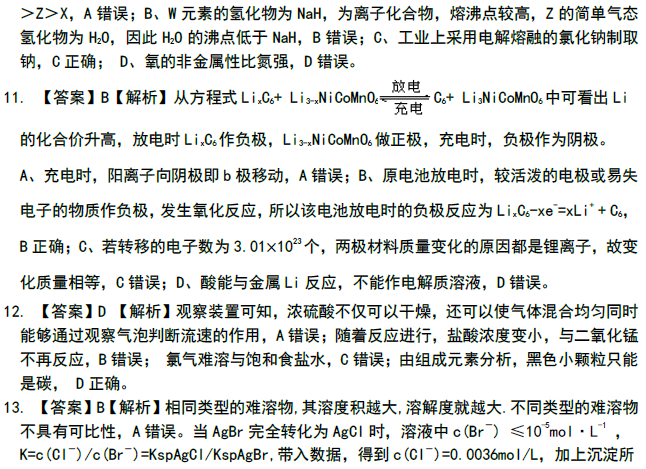 ＞Z＞X，A 错误；B、W 元素的氢化物为 NaH，为离子化合物，熔沸点较高，Z 的简单气态
氢化物为 H₂O，因此 H₂O 的沸点低于 NaH，B 错误；C、工业上采用电解熔融的氯化钠制取
钠，C 正确； D、氧的非金属性比氮强，D 错误。
11. 【答案】B【解析】从方程式 LiₓC₆+ Li₃₋ₓNiCoMnO₆ 放电 充电 C₆+ Li₃NiCoMnO₆ 中可看出 Li
的化合价升高，放电时 LiₓC₆ 作负极，Li₃₋ₓNiCoMnO₆ 做正极，充电时，负极作为阴极。
A、充电时，阳离子向阴极即 b 极移动，A 错误；B、原电池放电时，较活泼的电极或易失
电子的物质作负极，发生氧化反应，所以该电池放电时的负极反应为 LiₓC₆-xe⁻=xLi⁺＋C₆，
B 正确；C、若转移的电子数为 3.01×10²³ 个，两极材料质量变化的原因都是锂离子，故变
化质量相等，C 错误；D、酸能与金属 Li 反应，不能作电解质溶液，D 错误。
12. 【答案】D 【解析】观察装置可知，浓硫酸不仅可以干燥，还可以使气体混合均匀同时
能够通过观察气泡判断流速的作用，A 错误；随着反应进行，盐酸浓度变小，与二氧化锰
不再反应，B 错误； 氯气难溶与饱和食盐水，C 错误；由组成元素分析，黑色小颗粒只能
是碳， D 正确。
13. 【答案】B【解析】相同类型的难溶物,其溶度积越大,溶解度就越大.不同类型的难溶物
不具有可比性，A 错误。当 AgBr 完全转化为 AgCl 时，溶液中 c(Br⁻) ≤10⁻⁵mol·L⁻¹ ，
K=c(Cl⁻)/c(Br⁻)=KspAgCl/KspAgBr,带入数据，得到 c(Cl⁻)=0.0036mol/L，加上沉淀所